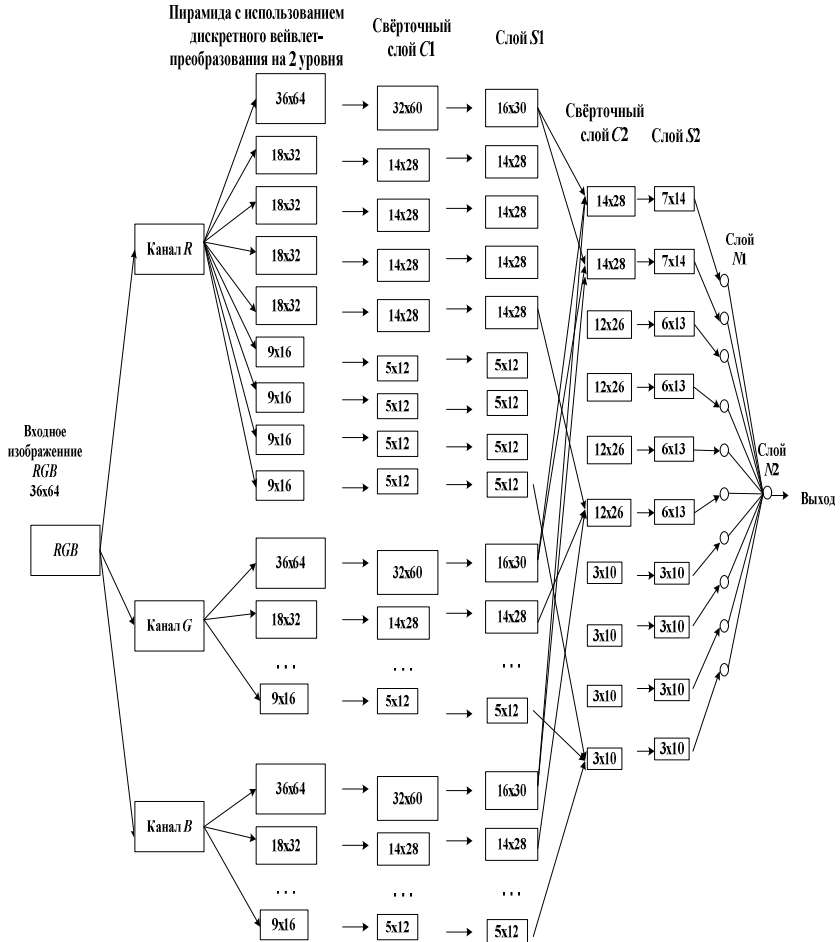 Пирамида с использованием
дискретного вейвлет-
преобразования на 2 уровня
Свёрточный
слой C1
Слой S1
Свёрточный
слой C2
Слой S2
Слой
N1
Слой
N2
Выход
Входное
изображенние
RGB
36x64
RGB
Канал R
36x64
32x60
16x30
18x32
14x28
14x28
18x32
14x28
14x28
18x32
14x28
14x28
18x32
14x28
14x28
9x16
5x12
5x12
9x16
5x12
5x12
9x16
5x12
5x12
9x16
5x12
5x12
Канал G
36x64
32x60
16x30
18x32
14x28
14x28
...
...
...
9x16
5x12
5x12
Канал B
36x64
32x60
16x30
18x32
14x28
14x28
...
...
...
9x16
5x12
5x12
14x28
7x14
14x28
7x14
12x26
6x13
12x26
6x13
12x26
6x13
12x26
6x13
3x10
3x10
3x10
3x10
3x10
3x10
3x10
3x10